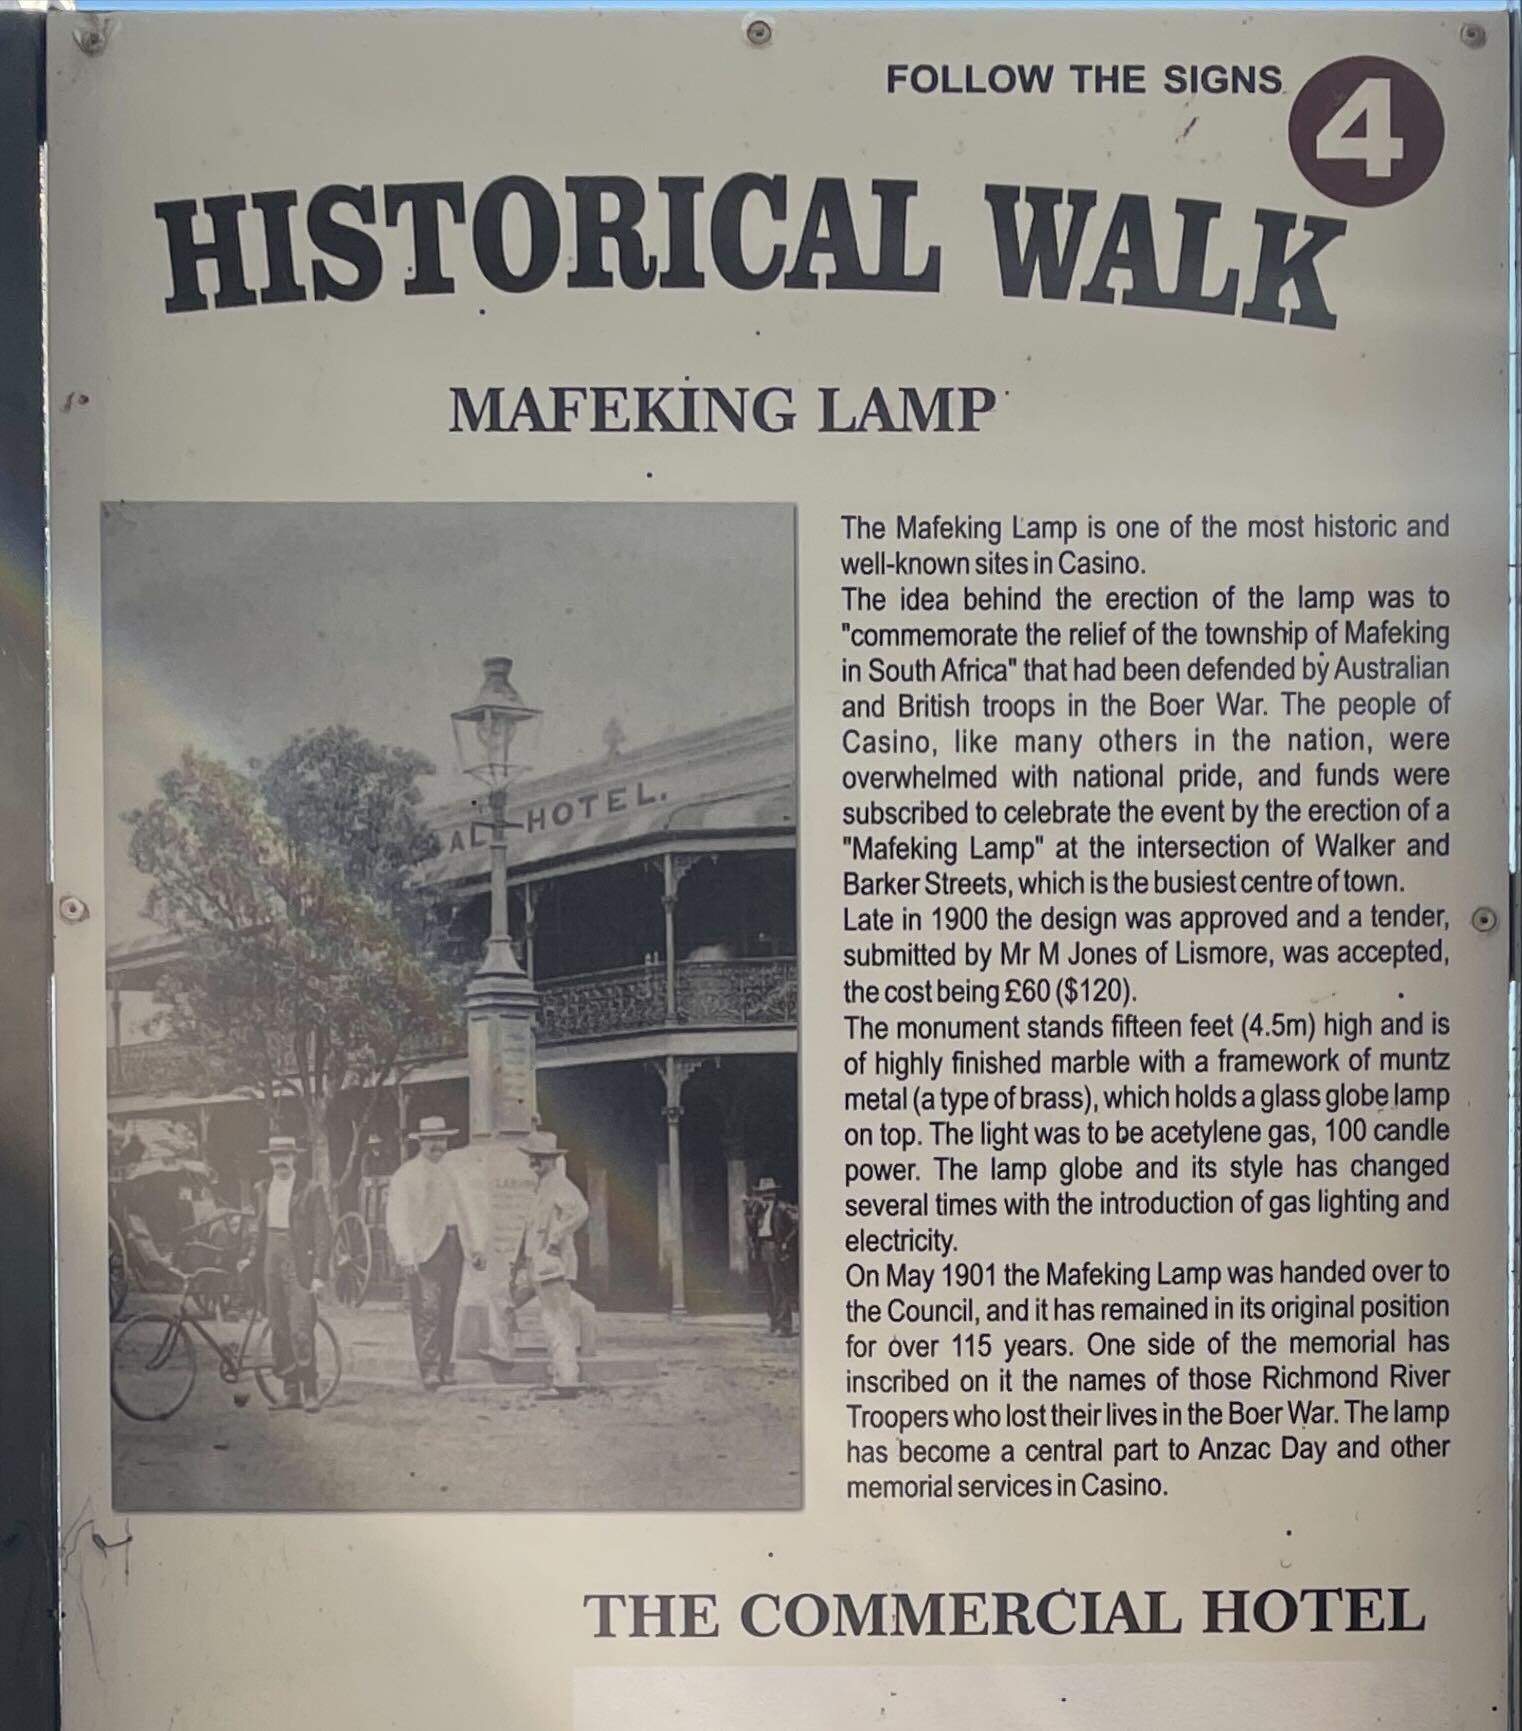 FOLLOW THE SIGNS 4
HISTORICAL WALK
MAFEKING LAMP
AL HOTEL.
The Mafeking Lamp is one of the most historic and
well-known sites in Casino.
The idea behind the erection of the lamp was to
"commemorate the relief of the township of Mafeking
in South Africa" that had been defended by Australian
and British troops in the Boer War. The people of
Casino, like many others in the nation, were
overwhelmed with national pride, and funds were
subscribed to celebrate the event by the erection of a
"Mafeking Lamp" at the intersection of Walker and
Barker Streets, which is the busiest centre of town.
Late in 1900 the design was approved and a tender,
submitted by Mr M Jones of Lismore, was accepted,
the cost being £60 ($120).
The monument stands fifteen feet (4.5m) high and is
of highly finished marble with a framework of muntz
metal (a type of brass), which holds a glass globe lamp
on top. The light was to be acetylene gas, 100 candle
power. The lamp globe and its style has changed
several times with the introduction of gas lighting and
electricity.
On May 1901 the Mafeking Lamp was handed over to
the Council, and it has remained in its original position
for over 115 years. One side of the memorial has
inscribed on it the names of those Richmond River
Troopers who lost their lives in the Boer War. The lamp
has become a central part to Anzac Day and other
memorial services in Casino.
THE COMMERCIAL HOTEL